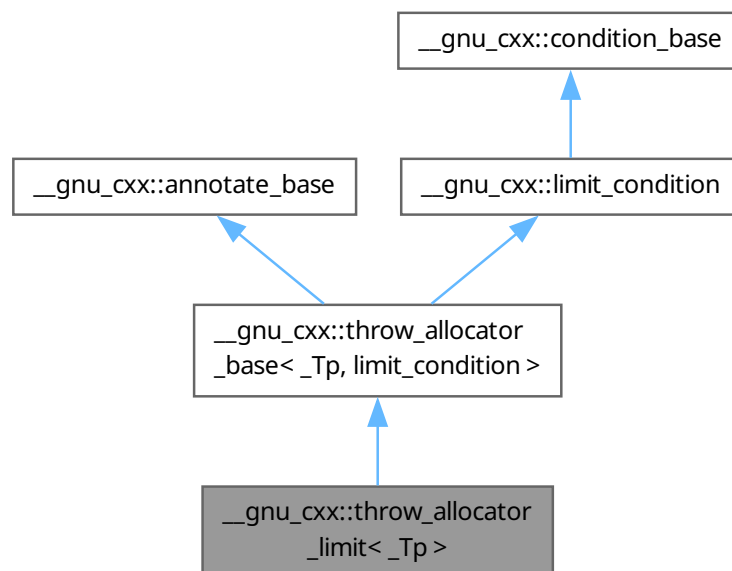 __gnu_cxx::condition_base
__gnu_cxx::annotate_base
__gnu_cxx::limit_condition
__gnu_cxx::throw_allocator
_base< _Tp, limit_condition >
__gnu_cxx::throw_allocator
_limit< _Tp >